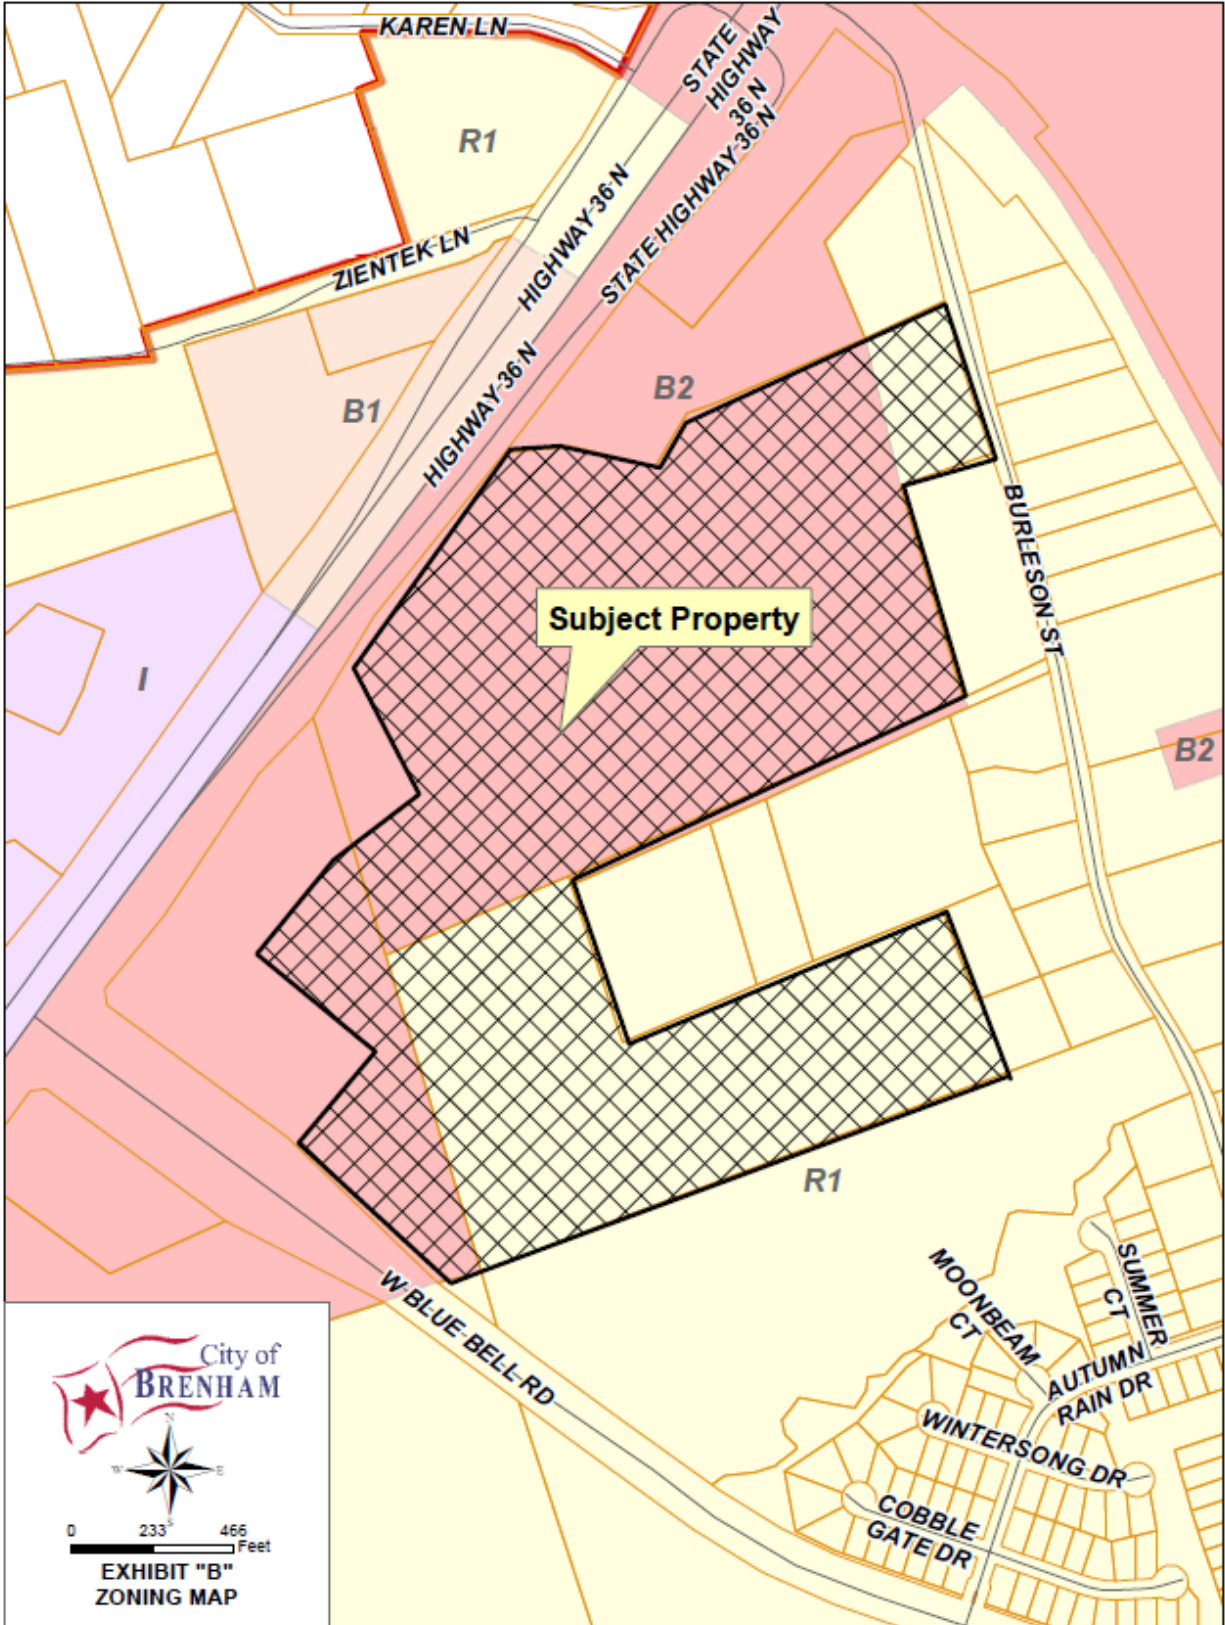 KAREN LN
STATE
HIGHWAY
36 N
STATE HIGHWAY 36 N
R1
HIGHWAY 36 N
ZIENTEK LN
HIGHWAY 36 N
B1
B2
BURLESON ST
Subject Property
I
B2
R1
W BLUE BELL RD
MOONBEAM
CT
SUMMER
CT
AUTUMN
RAIN DR
WINTERSONG DR
COBBLE
GATE DR
City of
BRENHAM
N
W E
S
0 233 466
Feet
EXHIBIT "B"
ZONING MAP